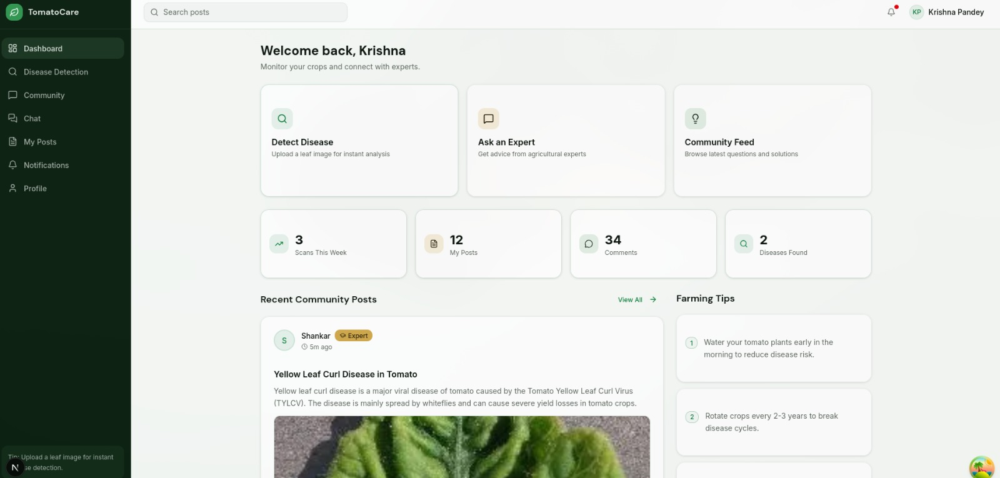 TomatoCare
Search posts
KP
Krishna Pandey
Dashboard
Disease Detection
Community
Chat
My Posts
Notifications
Profile
Welcome back, Krishna
Monitor your crops and connect with experts.
Detect Disease
Upload a leaf image for instant analysis
Ask an Expert
Get advice from agricultural experts
Community Feed
Browse latest questions and solutions
3
Scans This Week
12
My Posts
34
Comments
2
Diseases Found
Recent Community Posts
View All
S
Shankar
Expert
5m ago
Yellow Leaf Curl Disease in Tomato
Yellow leaf curl disease is a major viral disease of tomato caused by the Tomato Yellow Leaf Curl Virus
(TYLCV). The disease is mainly spread by whiteflies and can cause severe yield losses in tomato crops.
Farming Tips
1
Water your tomato plants early in the
morning to reduce disease risk.
2
Rotate crops every 2-3 years to break
disease cycles.
Tip: Upload a leaf image for instant
detection.
N